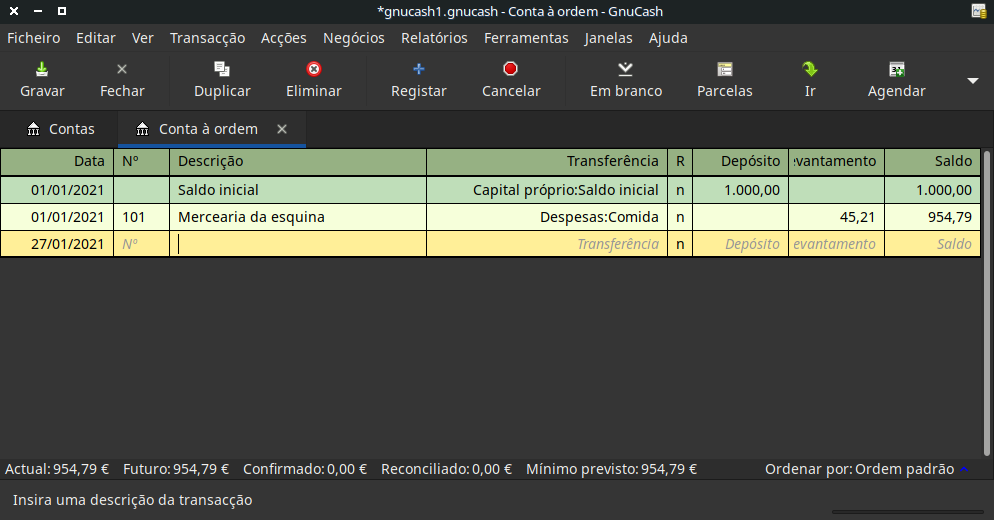 *gnucash1.gnucash - Conta à ordem - GnuCash
Ficheiro Editar Ver Transacção Acções Negócios Relatórios Ferramentas Janelas Ajuda
Gravar Fechar Duplicar Eliminar Registar Cancelar Em branco Parcelas Ir Agendar
Contas Conta à ordem
Data Nº Descrição Transferência R Depósito evantamento Saldo
01/01/2021 Saldo inicial Capital próprio:Saldo inicial n 1.000,00 1.000,00
01/01/2021 101 Mercearia da esquina Despesas:Comida n 45,21 954,79
27/01/2021 Nº Transferência n Depósito evantamento Saldo
Actual: 954,79 € Futuro: 954,79 € Confirmado: 0,00 € Reconciliado: 0,00 € Mínimo previsto: 954,79 € Ordenar por: Ordem padrão
Insira uma descrição da transacção